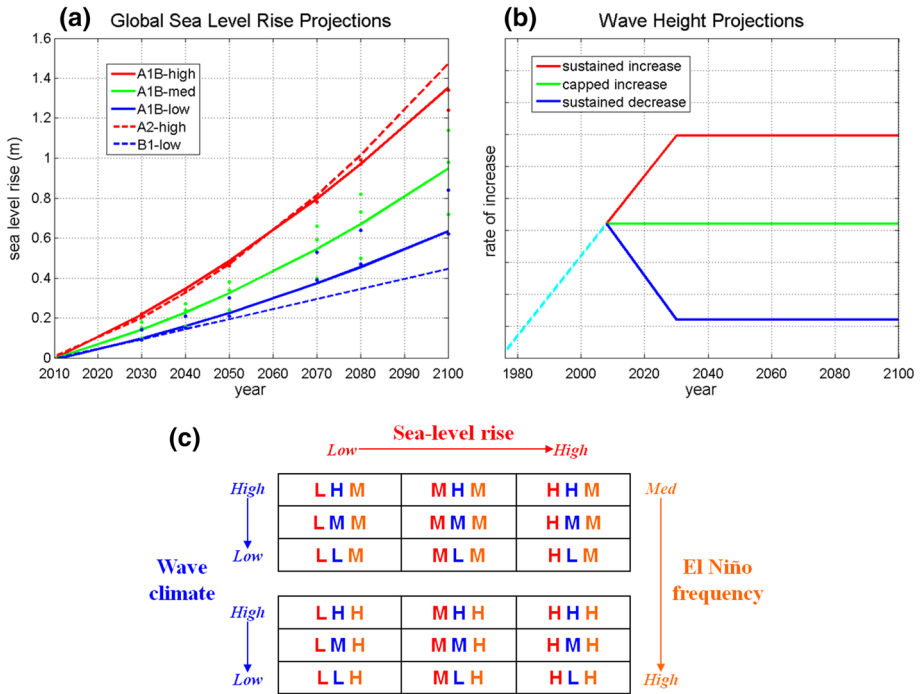 (a) Global Sea Level Rise Projections
sea level rise (m)
1.6
1.4
1.2
1
0.8
0.6
0.4
0.2
0
A1B-high
A1B-med
A1B-low
A2-high
B1-low
2010 2020 2030 2040 2050 2060 2070 2080 2090 2100
year
(b) Wave Height Projections
rate of increase
sustained increase
capped increase
sustained decrease
1980 2000 2020 2040 2060 2080 2100
year
(c)
Sea-level rise
Low High
High L H M M H M H H M Med
L M M M M M H M M
Low L L M M L M H L M
Wave
climate
El Niño
frequency
High L H H M H H H H H
L M H M M H H M H
Low L L H M L H H L H High